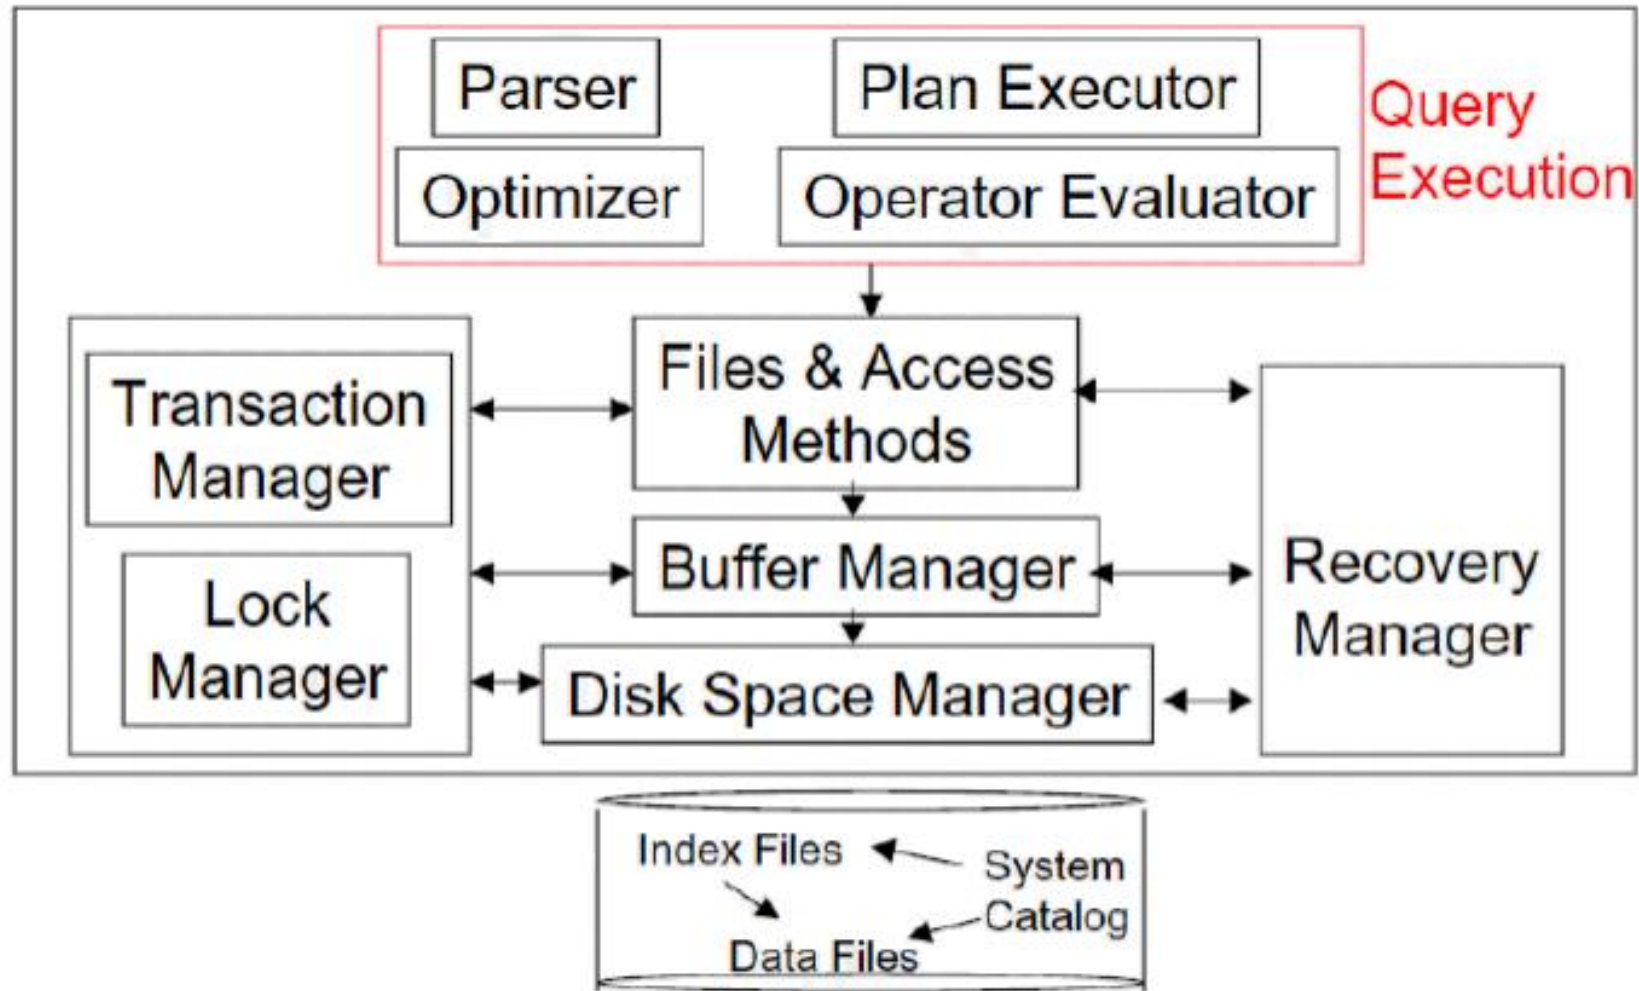 Parser
Plan Executor
Optimizer
Operator Evaluator
Query
Execution
Transaction
Manager
Lock
Manager
Files & Access
Methods
Buffer Manager
Disk Space Manager
Recovery
Manager
Index Files
System
Catalog
Data Files